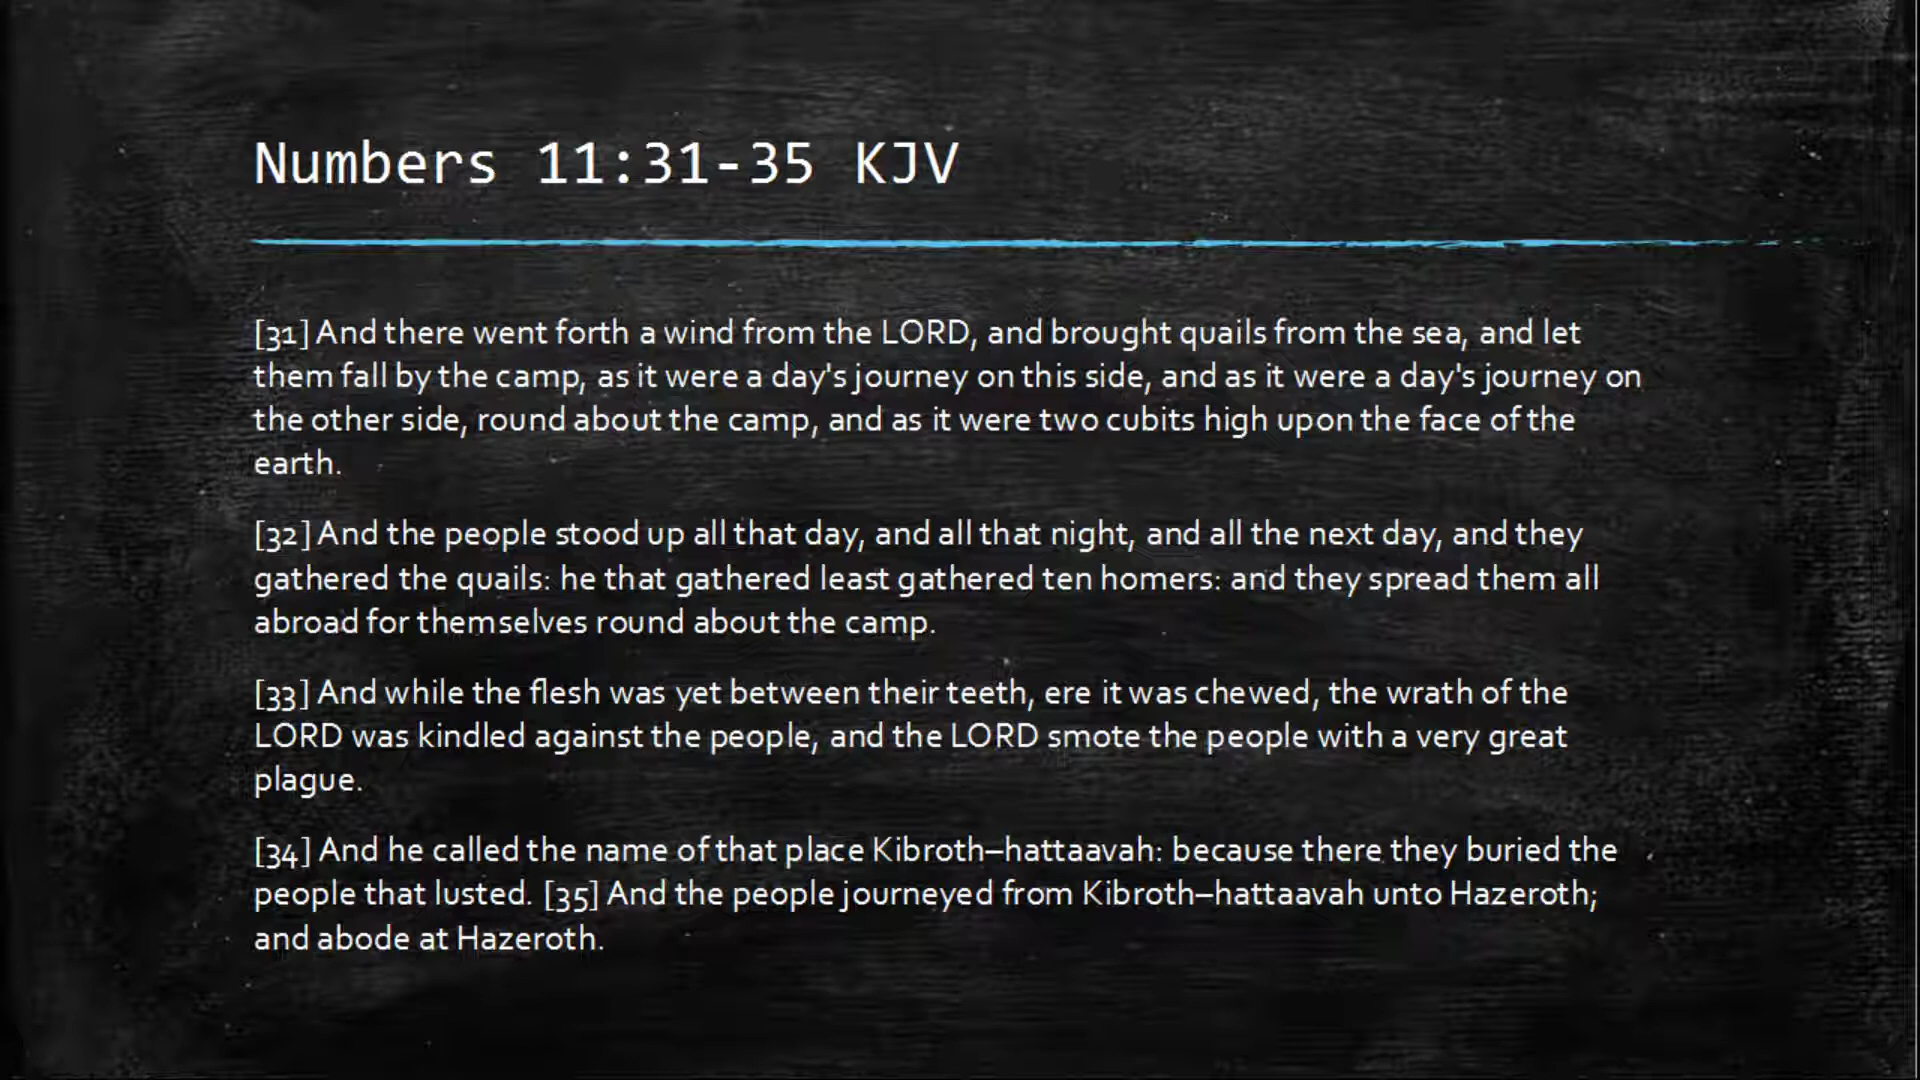 Numbers 11:31-35 KJV
[31] And there went forth a wind from the LORD, and brought quails from the sea, and let
them fall by the camp, as it were a day's journey on this side, and as it were a day's journey on
the other side, round about the camp, and as it were two cubits high upon the face of the
earth.
[32] And the people stood up all that day, and all that night, and all the next day, and they
gathered the quails: he that gathered least gathered ten homers: and they spread them all
abroad for themselves round about the camp.
[33] And while the flesh was yet between their teeth, ere it was chewed, the wrath of the
LORD was kindled against the people, and the LORD smote the people with a very great
plague.
[34] And he called the name of that place Kibroth–hattaavah: because there they buried the
people that lusted. [35] And the people journeyed from Kibroth–hattaavah unto Hazeroth;
and abode at Hazeroth.